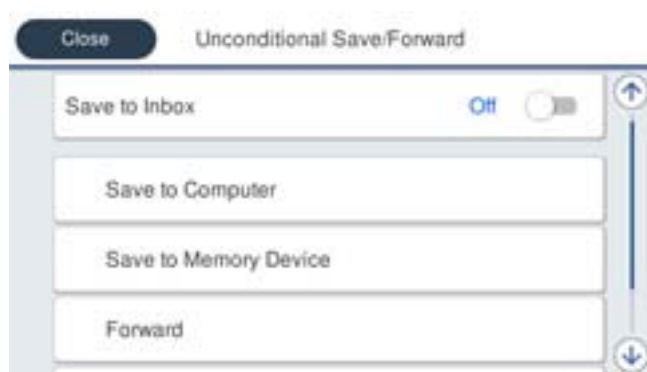 Close Unconditional Save/Forward
Save to Inbox Off
Save to Computer
Save to Memory Device
Forward